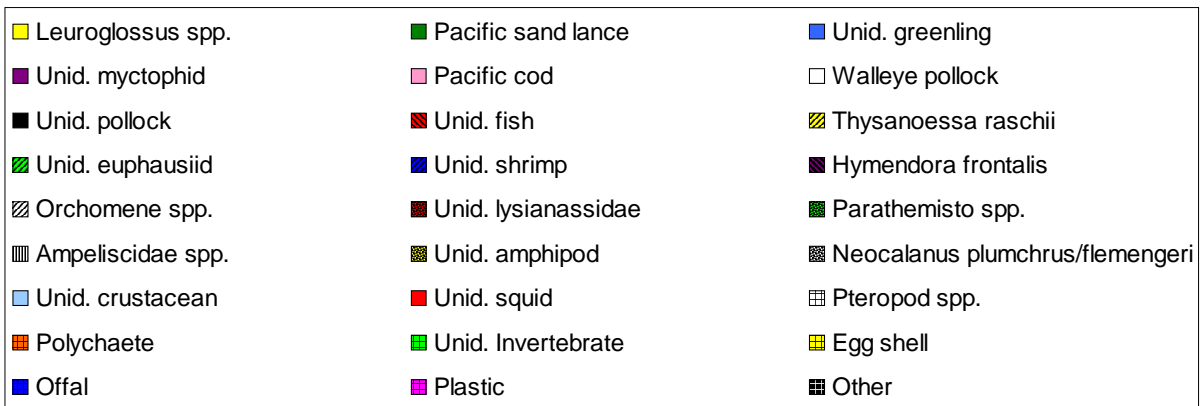 Leuroglossus spp. Pacific sand lance Unid. greenling
Unid. myctophid Pacific cod Walleye pollock
Unid. pollock Unid. fish Thysanoessa raschii
Unid. euphausiid Unid. shrimp Hymendora frontalis
Orchomene spp. Unid. lysianassidae Parathemisto spp.
Ampeliscidae spp. Unid. amphipod Neocalanus plumchrus/flemengeri
Unid. crustacean Unid. squid Pteropod spp.
Polychaete Unid. Invertebrate Egg shell
Offal Plastic Other